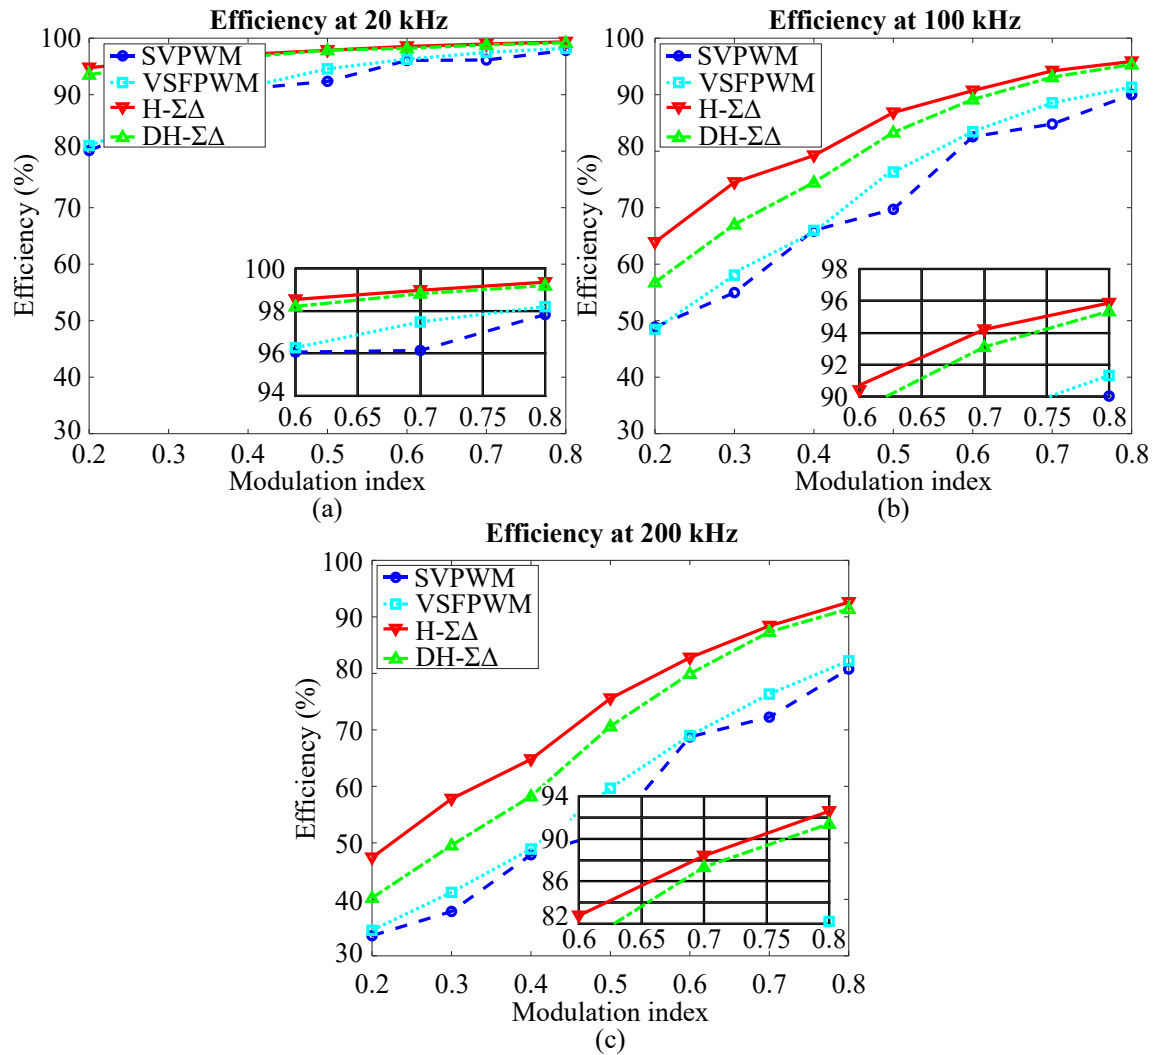 Efficiency at 20 kHz
Efficiency (%)
100
90
80
70
60
50
40
30
SVPWM
VSFPWM
H-ΣΔ
DH-ΣΔ
100
98
96
94
0.6 0.65 0.7 0.75 0.8
0.2 0.3 0.4 0.5 0.6 0.7 0.8
Modulation index
(a)
Efficiency at 100 kHz
Efficiency (%)
100
90
80
70
60
50
40
30
SVPWM
VSFPWM
H-ΣΔ
DH-ΣΔ
98
96
94
92
90
0.6 0.65 0.7 0.75 0.8
0.2 0.3 0.4 0.5 0.6 0.7 0.8
Modulation index
(b)
Efficiency at 200 kHz
Efficiency (%)
100
90
80
70
60
50
40
30
SVPWM
VSFPWM
H-ΣΔ
DH-ΣΔ
94
90
86
82
0.6 0.65 0.7 0.75 0.8
0.2 0.3 0.4 0.5 0.6 0.7 0.8
Modulation index
(c)